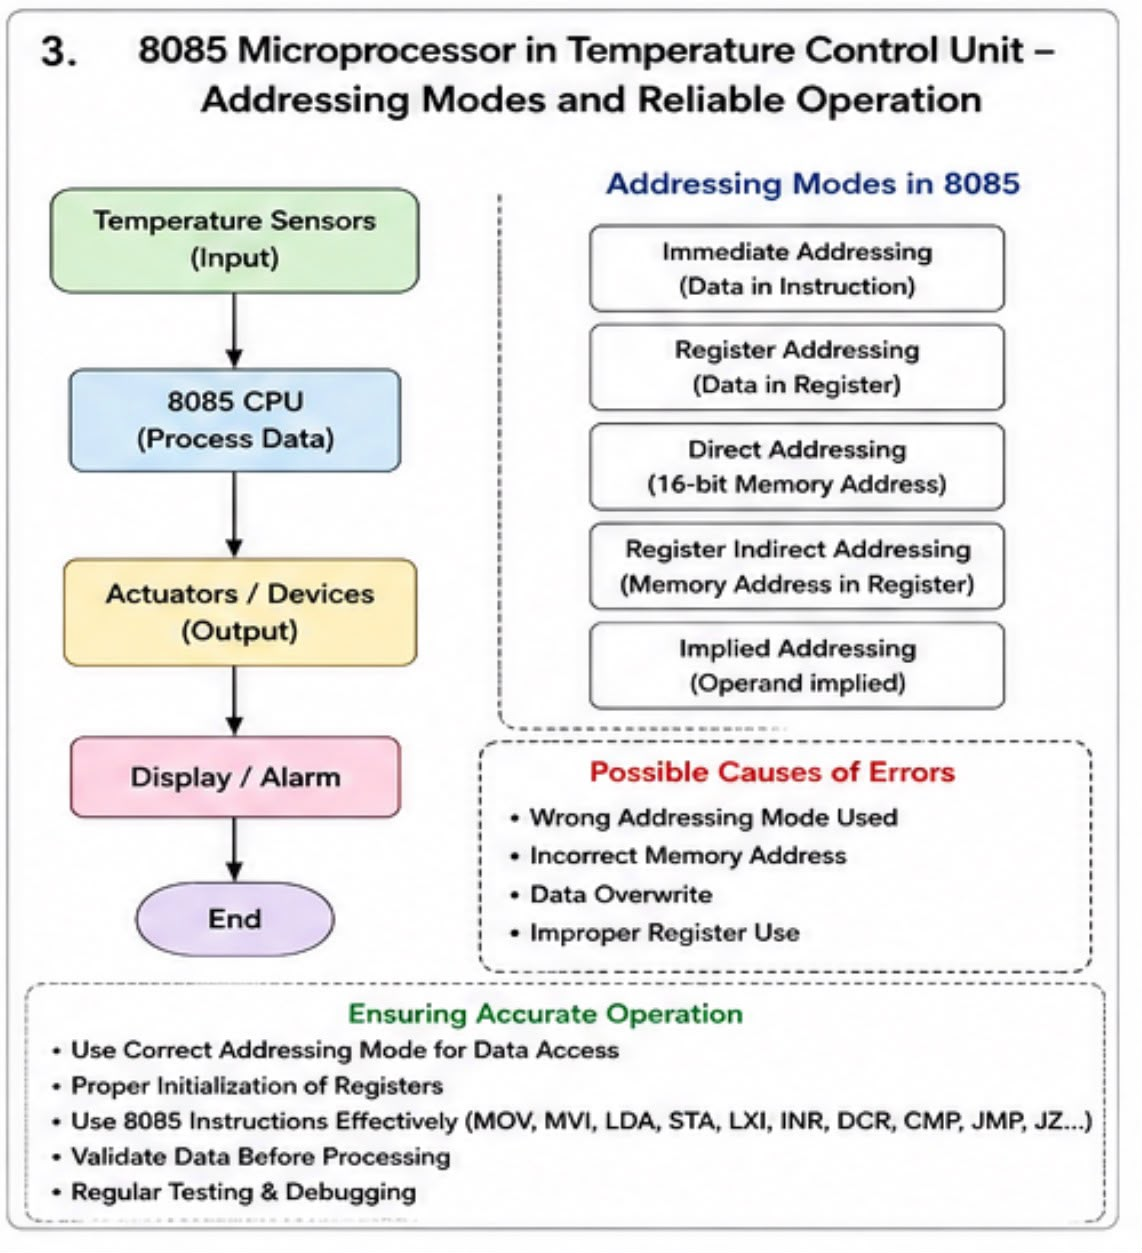 3. 8085 Microprocessor in Temperature Control Unit –
Addressing Modes and Reliable Operation
Temperature Sensors
(Input)
8085 CPU
(Process Data)
Actuators / Devices
(Output)
Display / Alarm
End
Addressing Modes in 8085
Immediate Addressing
(Data in Instruction)
Register Addressing
(Data in Register)
Direct Addressing
(16-bit Memory Address)
Register Indirect Addressing
(Memory Address in Register)
Implied Addressing
(Operand implied)
Possible Causes of Errors
• Wrong Addressing Mode Used
• Incorrect Memory Address
• Data Overwrite
• Improper Register Use
Ensuring Accurate Operation
• Use Correct Addressing Mode for Data Access
• Proper Initialization of Registers
• Use 8085 Instructions Effectively (MOV, MVI, LDA, STA, LXI, INR, DCR, CMP, JMP, JZ...)
• Validate Data Before Processing
• Regular Testing & Debugging